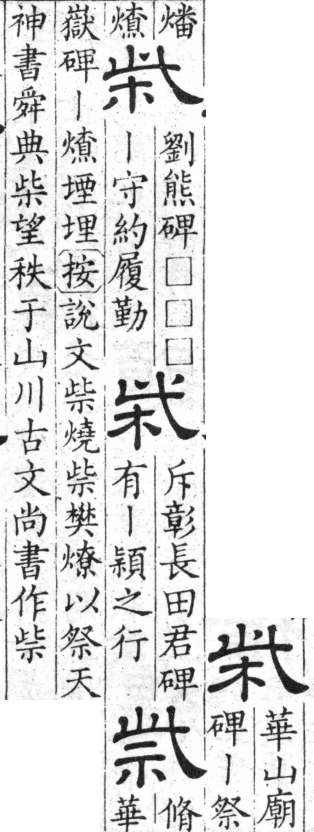 柴
華山廟
碑丨祭
燔
燎
柴
劉熊碑□□□
丨守約履勤
柴
斥彰長田君碑
有丨穎之行
祡
脩
華
嶽碑丨燎堙埋按說文祡燒祡樊燎以祭天
神書舜典柴望秩于山川古文尚書作祡